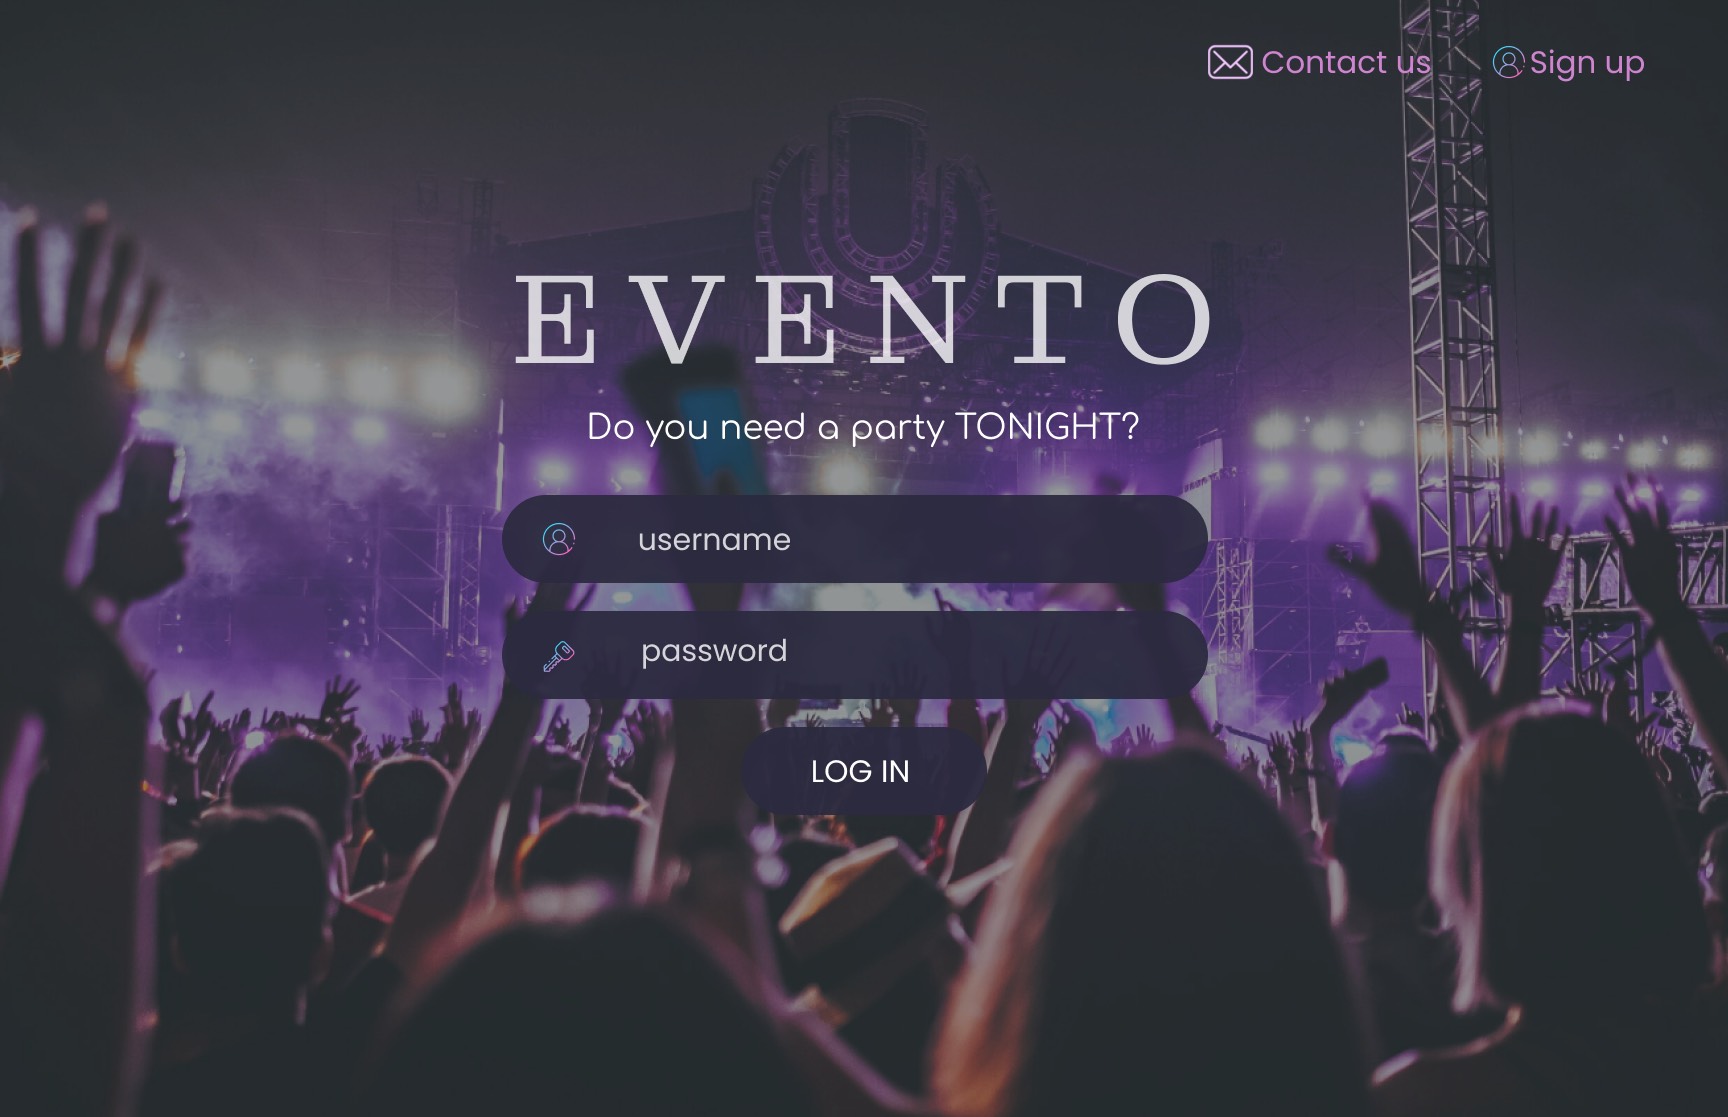 Contact us
Sign up
EVENTO
Do you need a party TONIGHT?
username
password
LOG IN